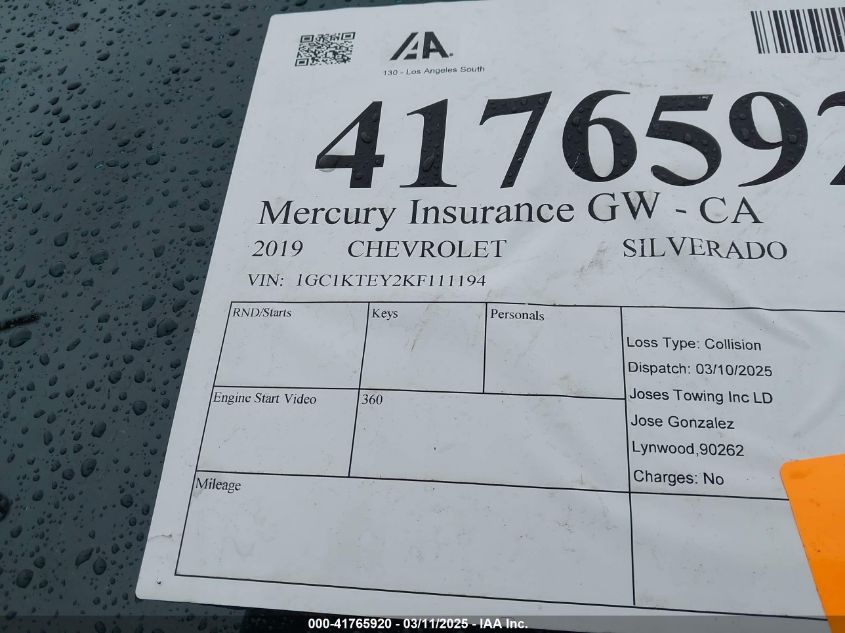 IAA.
130 - Los Angeles South
4176592
Mercury Insurance GW - CA
2019 CHEVROLET SILVERADO
VIN: 1GC1KTEY2KF111194
RND/Starts Keys Personals
Loss Type: Collision
Dispatch: 03/10/2025
Joses Towing Inc LD
Engine Start Video 360
Jose Gonzalez
Lynwood,90262
Charges: No
Mileage
000-41765920 - 03/11/2025 - IAA Inc.